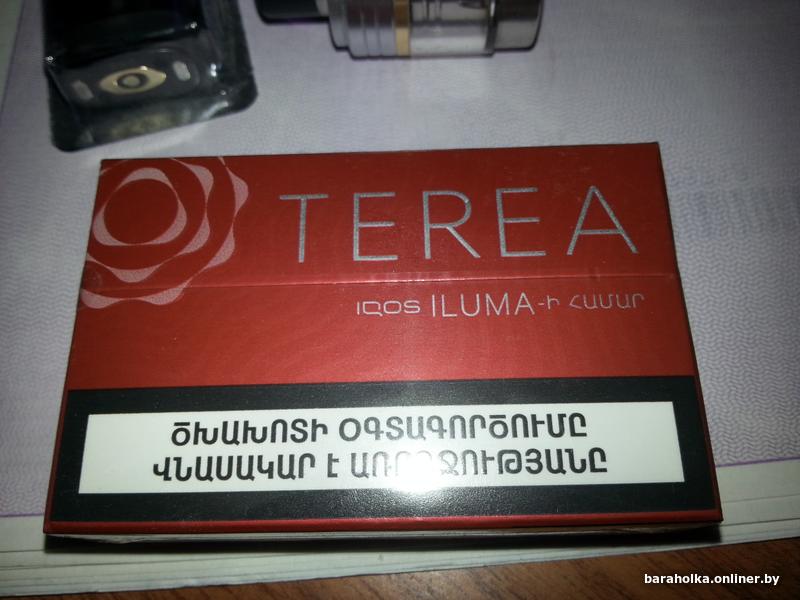 TEREA
IQOS ILUMA-Ի ՀԱՄԱՐ
ԾԽԱԽՈՏԻ ՕԳՏԱԳՈՐԾՈՒՄԸ
ՎՆԱՍԱԿԱՐ Է ԱՌՈՂՋՈՒԹՅԱՆԸ
baraholka.onliner.by